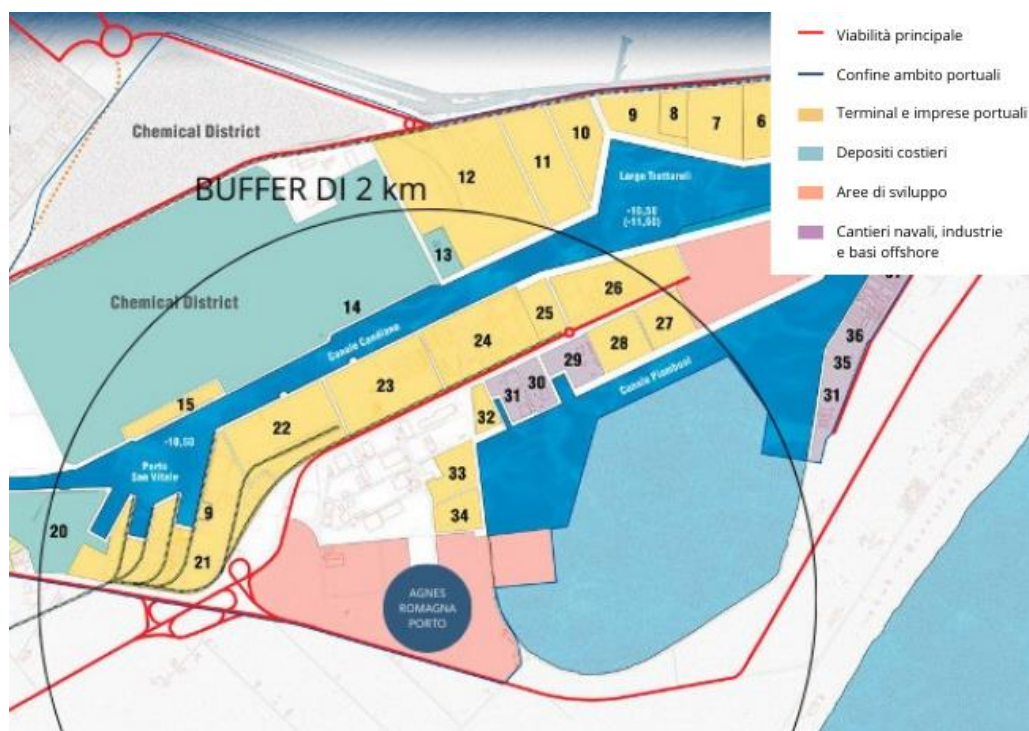 Viabilità principale
Confine ambito portuali
Terminal e imprese portuali
Depositi costieri
Aree di sviluppo
Cantieri navali, industrie
e basi offshore
Chemical District
BUFFER DI 2 km
Chemical District
Largo Trattaroli
-10,50
(-11,50)
Canale Candiano
Canale Piomboni
-10,50
Porto
San Vitale
AGNES
ROMAGNA
PORTO
6
7
8
9
10
11
12
13
14
15
20
9
21
22
23
24
25
26
27
28
29
30
31
32
33
34
36
35
31